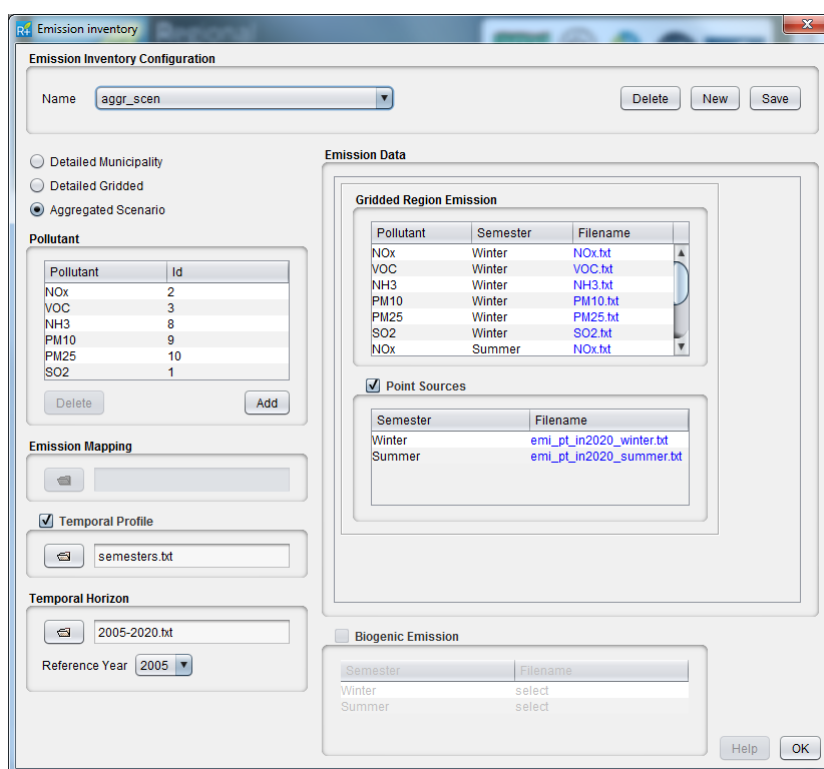 R+ Emission inventory
Regional
Emission Inventory Configuration
Name aggr_scen Delete New Save
Detailed Municipality
Detailed Gridded
Aggregated Scenario
Pollutant
Pollutant Id
NOx 2
VOC 3
NH3 8
PM10 9
PM25 10
SO2 1
Delete Add
Emission Mapping
Temporal Profile
semesters.txt
Temporal Horizon
2005-2020.txt
Reference Year 2005
Emission Data
Gridded Region Emission
Pollutant Semester Filename
NOx Winter NOx.txt
VOC Winter VOC.txt
NH3 Winter NH3.txt
PM10 Winter PM10.txt
PM25 Winter PM25.txt
SO2 Winter SO2.txt
NOx Summer NOx.txt
Point Sources
Semester Filename
Winter emi_pt_in2020_winter.txt
Summer emi_pt_in2020_summer.txt
Biogenic Emission
Semester Filename
Winter select
Summer select
Help OK